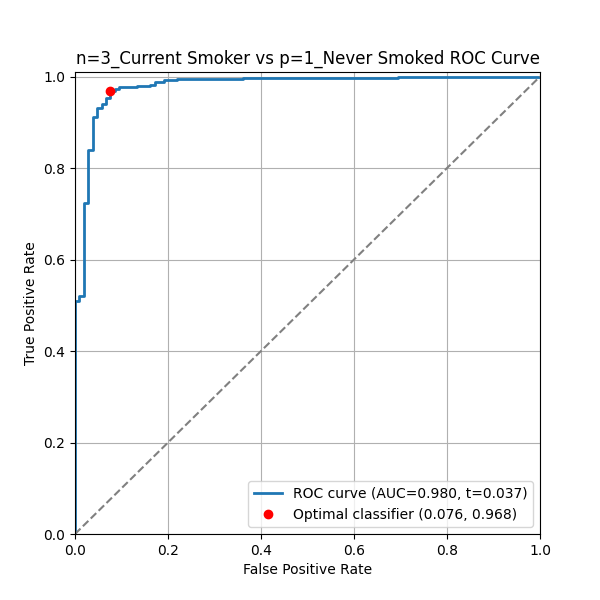 n=3_Current Smoker vs p=1_Never Smoked ROC Curve
True Positive Rate
1.0
0.8
0.6
0.4
0.2
0.0
ROC curve (AUC=0.980, t=0.037)
Optimal classifier (0.076, 0.968)
0.0 0.2 0.4 0.6 0.8 1.0
False Positive Rate